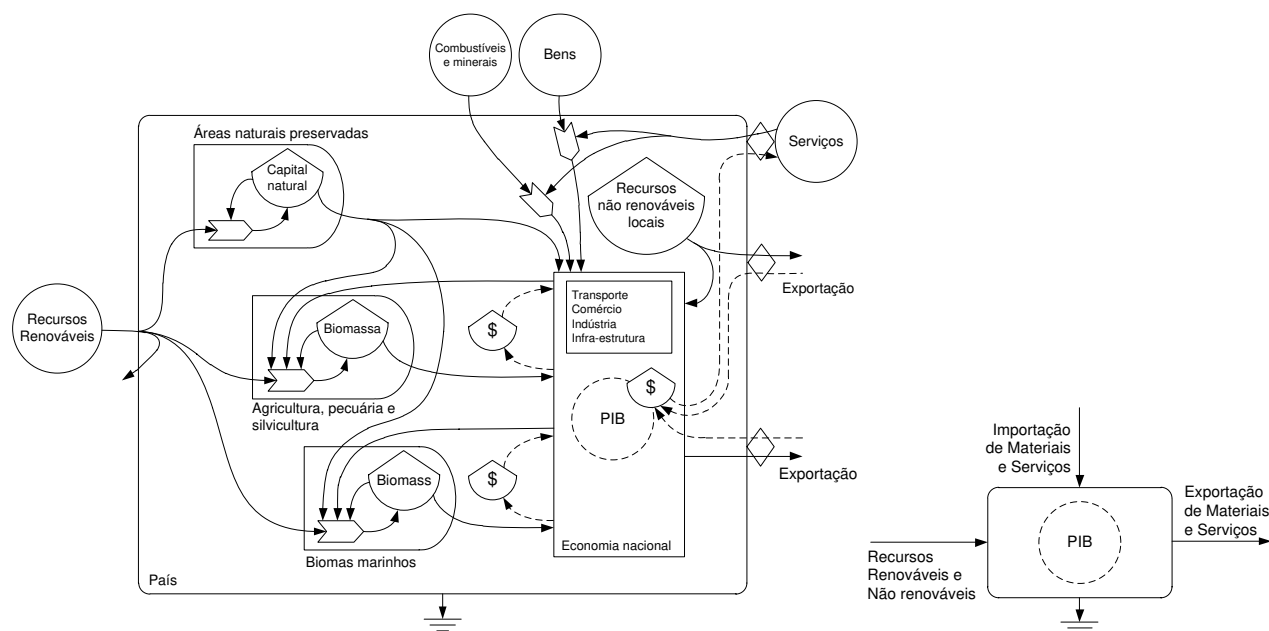 Combustíveis
e minerais
Bens
Serviços
Áreas naturais preservadas
Capital
natural
Recursos
não renováveis
locais
Exportação
Transporte
Comércio
Indústria
Infra-estrutura
Recursos
Renováveis
Biomassa
$
$
Agricultura, pecuária e
silvicultura
PIB
Biomass
$
Exportação
Economia nacional
Biomas marinhos
País
Importação
de Materiais
e Serviços
Exportação
de Materiais
e Serviços
PIB
Recursos
Renováveis e
Não renováveis